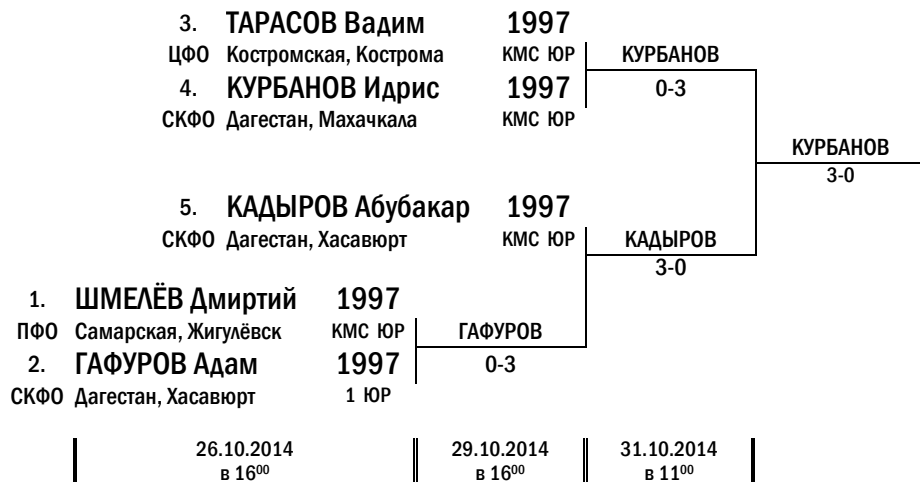 3. ТАРАСОВ Вадим 1997
ЦФО Костромская, Кострома КМС ЮР
КУРБАНОВ
4. КУРБАНОВ Идрис 1997
0-3
СКФО Дагестан, Махачкала КМС ЮР
КУРБАНОВ
3-0
5. КАДЫРОВ Абубакар 1997
СКФО Дагестан, Хасавюрт КМС ЮР
КАДЫРОВ
3-0
1. ШМЕЛЁВ Дмиртий 1997
ПФО Самарская, Жигулёвск КМС ЮР
ГАФУРОВ
2. ГАФУРОВ Адам 1997
0-3
СКФО Дагестан, Хасавюрт 1 ЮР
26.10.2014 29.10.2014 31.10.2014
в 16⁰⁰ в 16⁰⁰ в 11⁰⁰